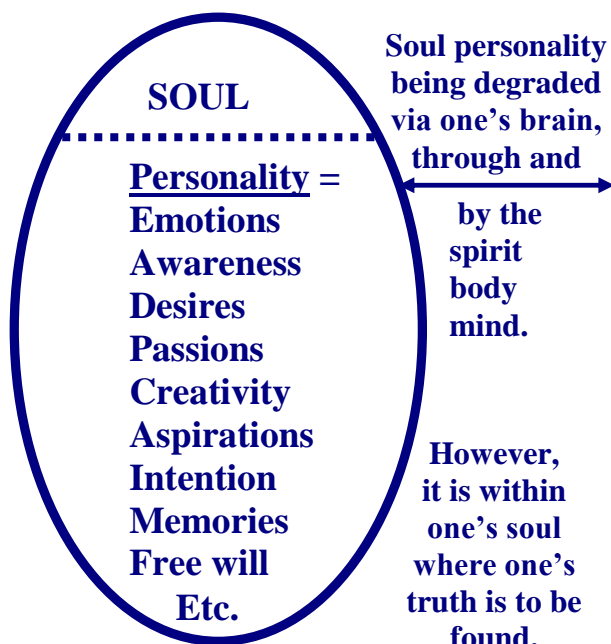 SOUL
Personality =
Emotions
Awareness
Desires
Passions
Creativity
Aspirations
Intention
Memories
Free will
Etc.
Soul personality
being degraded
via one’s brain,
through and
by the
spirit
body
mind.
However,
it is within
one’s soul
where one’s
truth is to be
found.